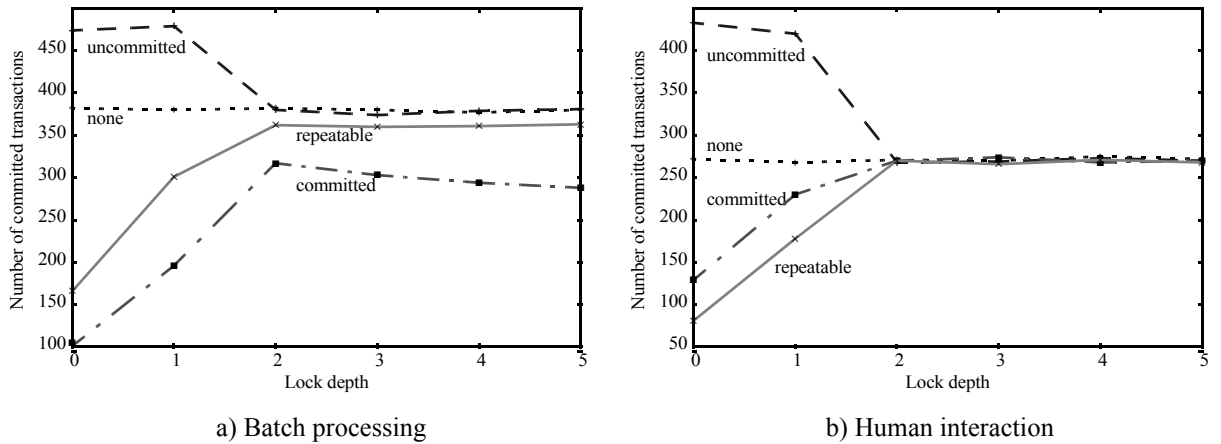 Number of committed transactions
450
400
350
300
250
200
150
100
uncommitted
none
repeatable
committed
0 1 2 3 4 5
Lock depth
a) Batch processing
Number of committed transactions
400
350
300
250
200
150
100
50
uncommitted
none
committed
repeatable
0 1 2 3 4 5
Lock depth
b) Human interaction